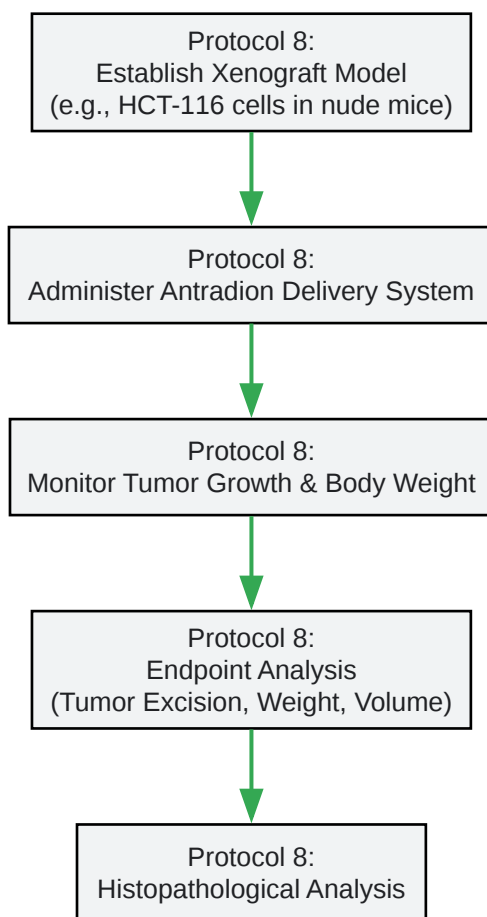 Protocol 8:
Establish Xenograft Model
(e.g., HCT-116 cells in nude mice)
Protocol 8:
Administer Antradion Delivery System
Protocol 8:
Monitor Tumor Growth & Body Weight
Protocol 8:
Endpoint Analysis
(Tumor Excision, Weight, Volume)
Protocol 8:
Histopathological Analysis